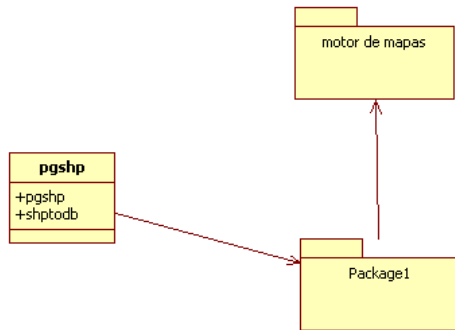 motor de mapas
pgshp
+pgshp
+shptodb
Package1